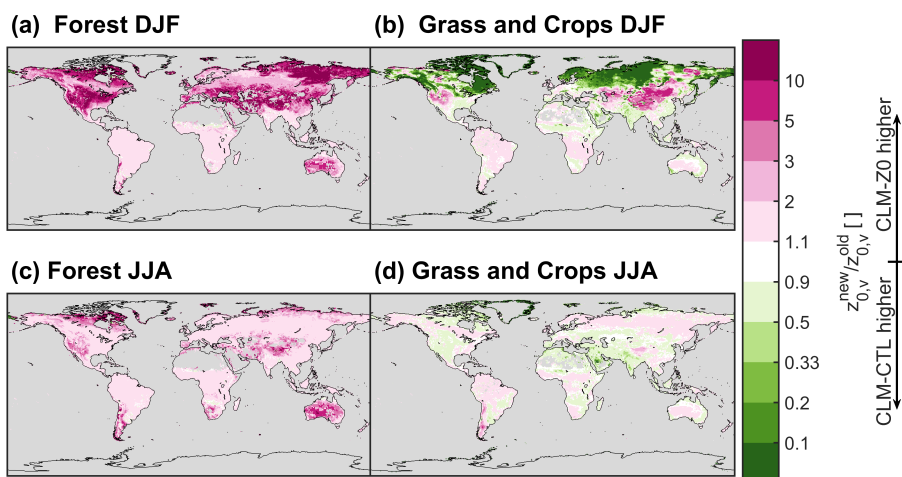 (a) Forest DJF
(b) Grass and Crops DJF
(c) Forest JJA
(d) Grass and Crops JJA
10
5
3
2
1.1
0.9
0.5
0.33
0.2
0.1
z₀,ᵥⁿᵉʷ/z₀,ᵥᵒˡᵈ [ ]
CLM-Z0 higher
CLM-CTL higher